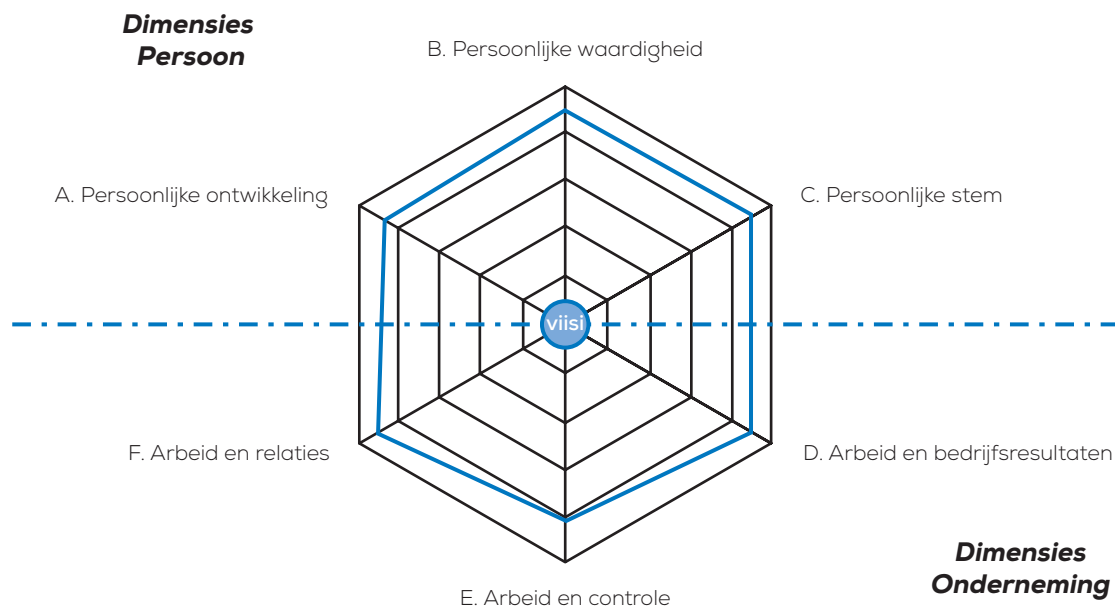 Dimensies
Persoon
B. Persoonlijke waardigheid
A. Persoonlijke ontwikkeling
C. Persoonlijke stem
viisi
F. Arbeid en relaties
D. Arbeid en bedrijfsresultaten
Dimensies
Onderneming
E. Arbeid en controle